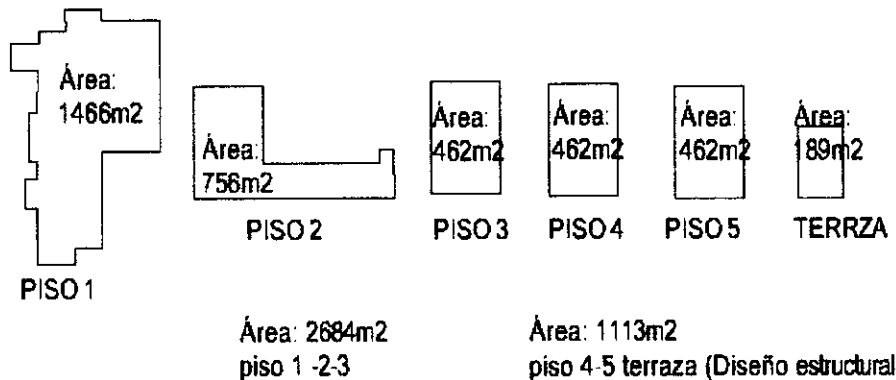 Área:
1466m2
PISO 1
Área:
756m2
PISO 2
Área:
462m2
PISO 3
Área:
462m2
PISO 4
Área:
462m2
PISO 5
Área:
189m2
TERRZA
Área: 2684m2
piso 1 -2-3
Área: 1113m2
piso 4-5 terraza (Diseño estructural